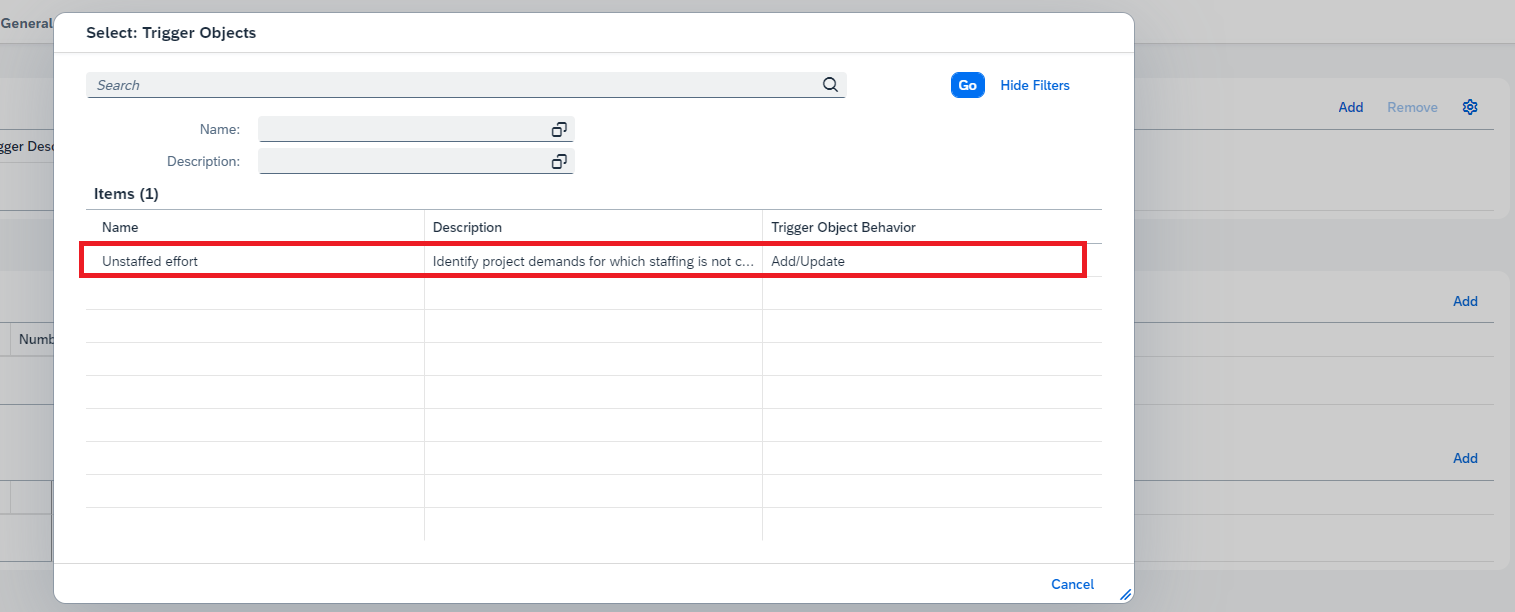 General
Select: Trigger Objects
Search
Go
Hide Filters
Add Remove
Name:
gger Desc
Description:
Items (1)
Name Description Trigger Object Behavior
Unstaffed effort Identify project demands for which staffing is not c... Add/Update
Add
Numb
Add
Cancel